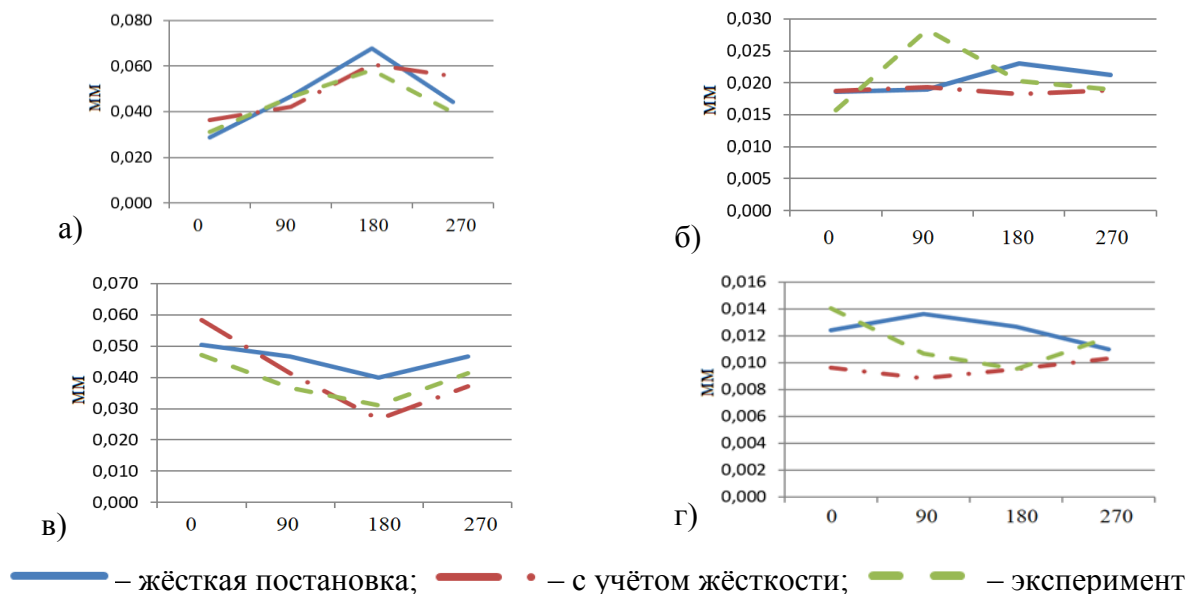 0,080
0,060
0,040
0,020
0,000
мм
0 90 180 270
а)
0,030
0,025
0,020
0,015
0,010
0,005
0,000
мм
0 90 180 270
б)
0,070
0,060
0,050
0,040
0,030
0,020
0,010
0,000
мм
0 90 180 270
в)
0,016
0,014
0,012
0,010
0,008
0,006
0,004
0,002
0,000
мм
0 90 180 270
г)
– жёсткая постановка; – с учётом жёсткости; – эксперимент